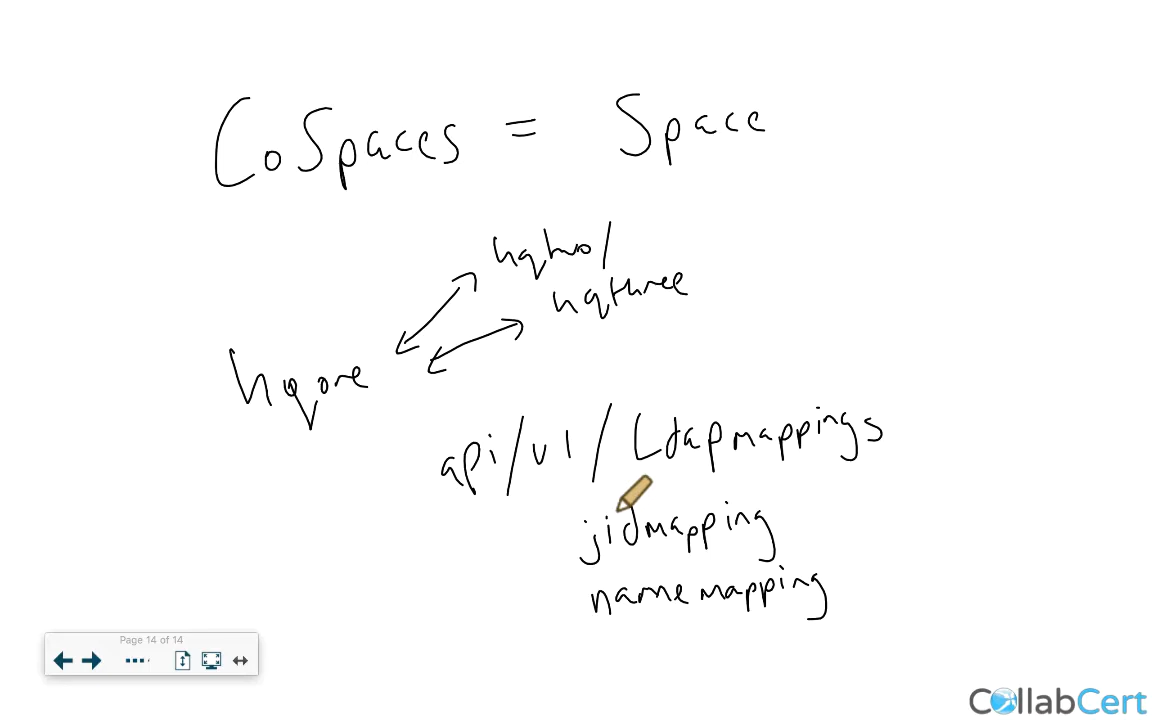 CoSpaces = Space
hqtwo/
hqthree
hqone
api/v1/Ldapmappings
jidmapping
namemapping
Page 14 of 14
CollabCert